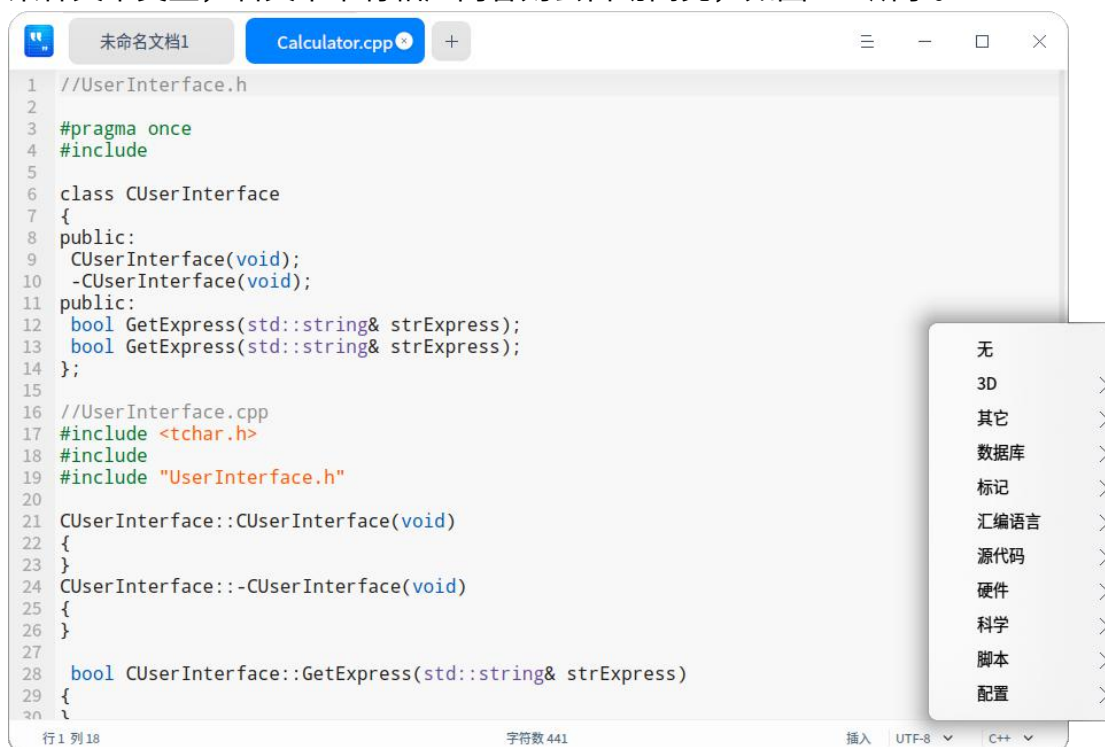 未命名文档1
Calculator.cpp
1 //UserInterface.h
2
3 #pragma once
4 #include
5
6 class CUserInterface
7 {
8 public:
9 CUserInterface(void);
10 -CUserInterface(void);
11 public:
12 bool GetExpress(std::string& strExpress);
13 bool GetExpress(std::string& strExpress);
14 };
15
16 //UserInterface.cpp
17 #include <tchar.h>
18 #include
19 #include "UserInterface.h"
20
21 CUserInterface::CUserInterface(void)
22 {
23 }
24 CUserInterface::-CUserInterface(void)
25 {
26 }
27
28 bool CUserInterface::GetExpress(std::string& strExpress)
29 {
30 }
无
3D
其它
数据库
标记
汇编语言
源代码
硬件
科学
脚本
配置
行1 列18
字符数 441
插入
UTF-8
C++